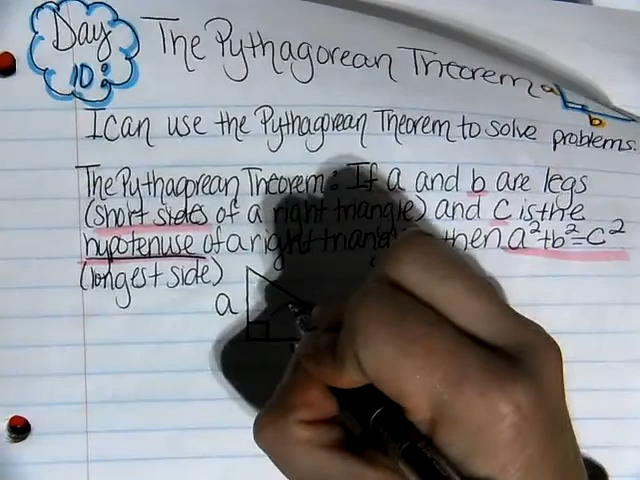 Day 10: The Pythagorean Theorem a b
I can use the Pythagorean Theorem to solve problems.
The Pythagorean Theorem: If a and b are legs
(short sides of a right triangle) and c is the
hypotenuse of a right then a²+b²=c²
(longest side)
a